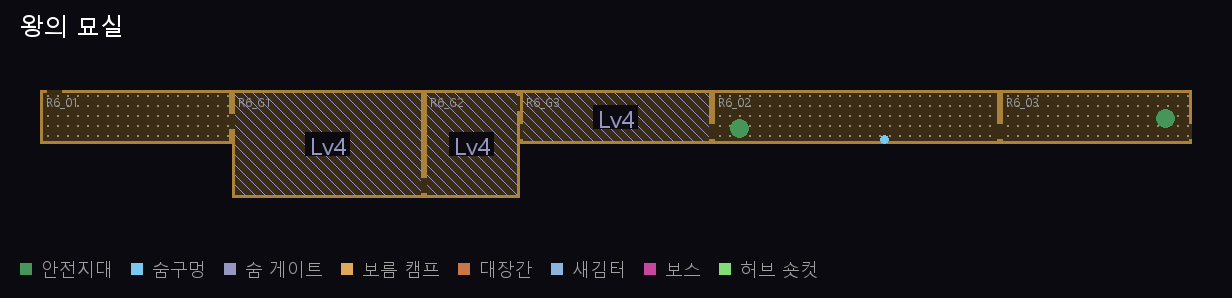 왕의 묘실
R6_01 R6_G1 R6_G2 R6_G3 R6_02 R6_03
Lv4 Lv4 Lv4
안전지대 숨구멍 숨 게이트 보름 캠프 대장간 새김터 보스 허브 숏컷